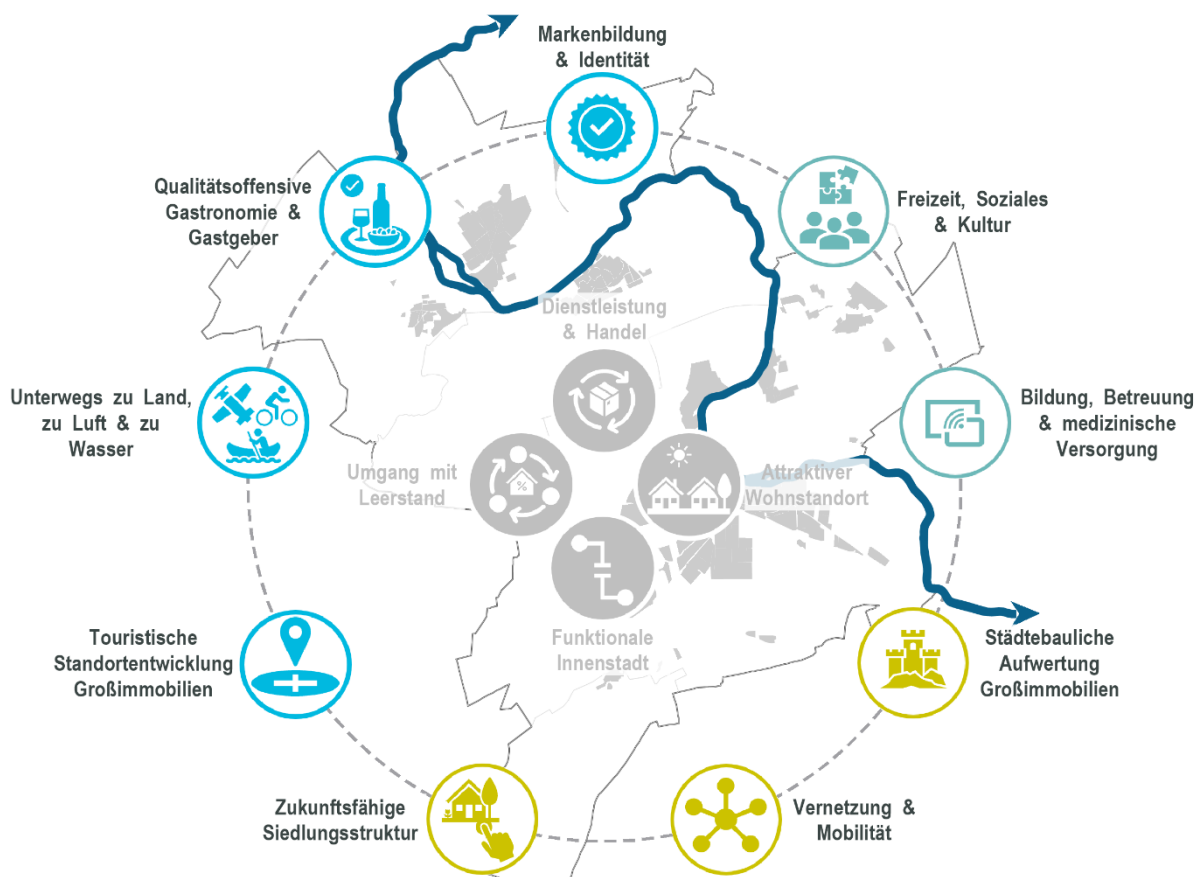 Markenbildung
& Identität
Qualitätsoffensive
Gastronomie &
Gastgeber
Freizeit, Soziales
& Kultur
Dienstleistung
& Handel
Unterwegs zu Land,
zu Luft & zu
Wasser
Bildung, Betreuung
& medizinische
Versorgung
Umgang mit
Leerstand
%
Attraktiver
Wohnstandort
Funktionale
Innenstadt
Touristische
Standortentwicklung
Großimmobilien
Städtebauliche
Aufwertung
Großimmobilien
Zukunftsfähige
Siedlungsstruktur
Vernetzung &
Mobilität